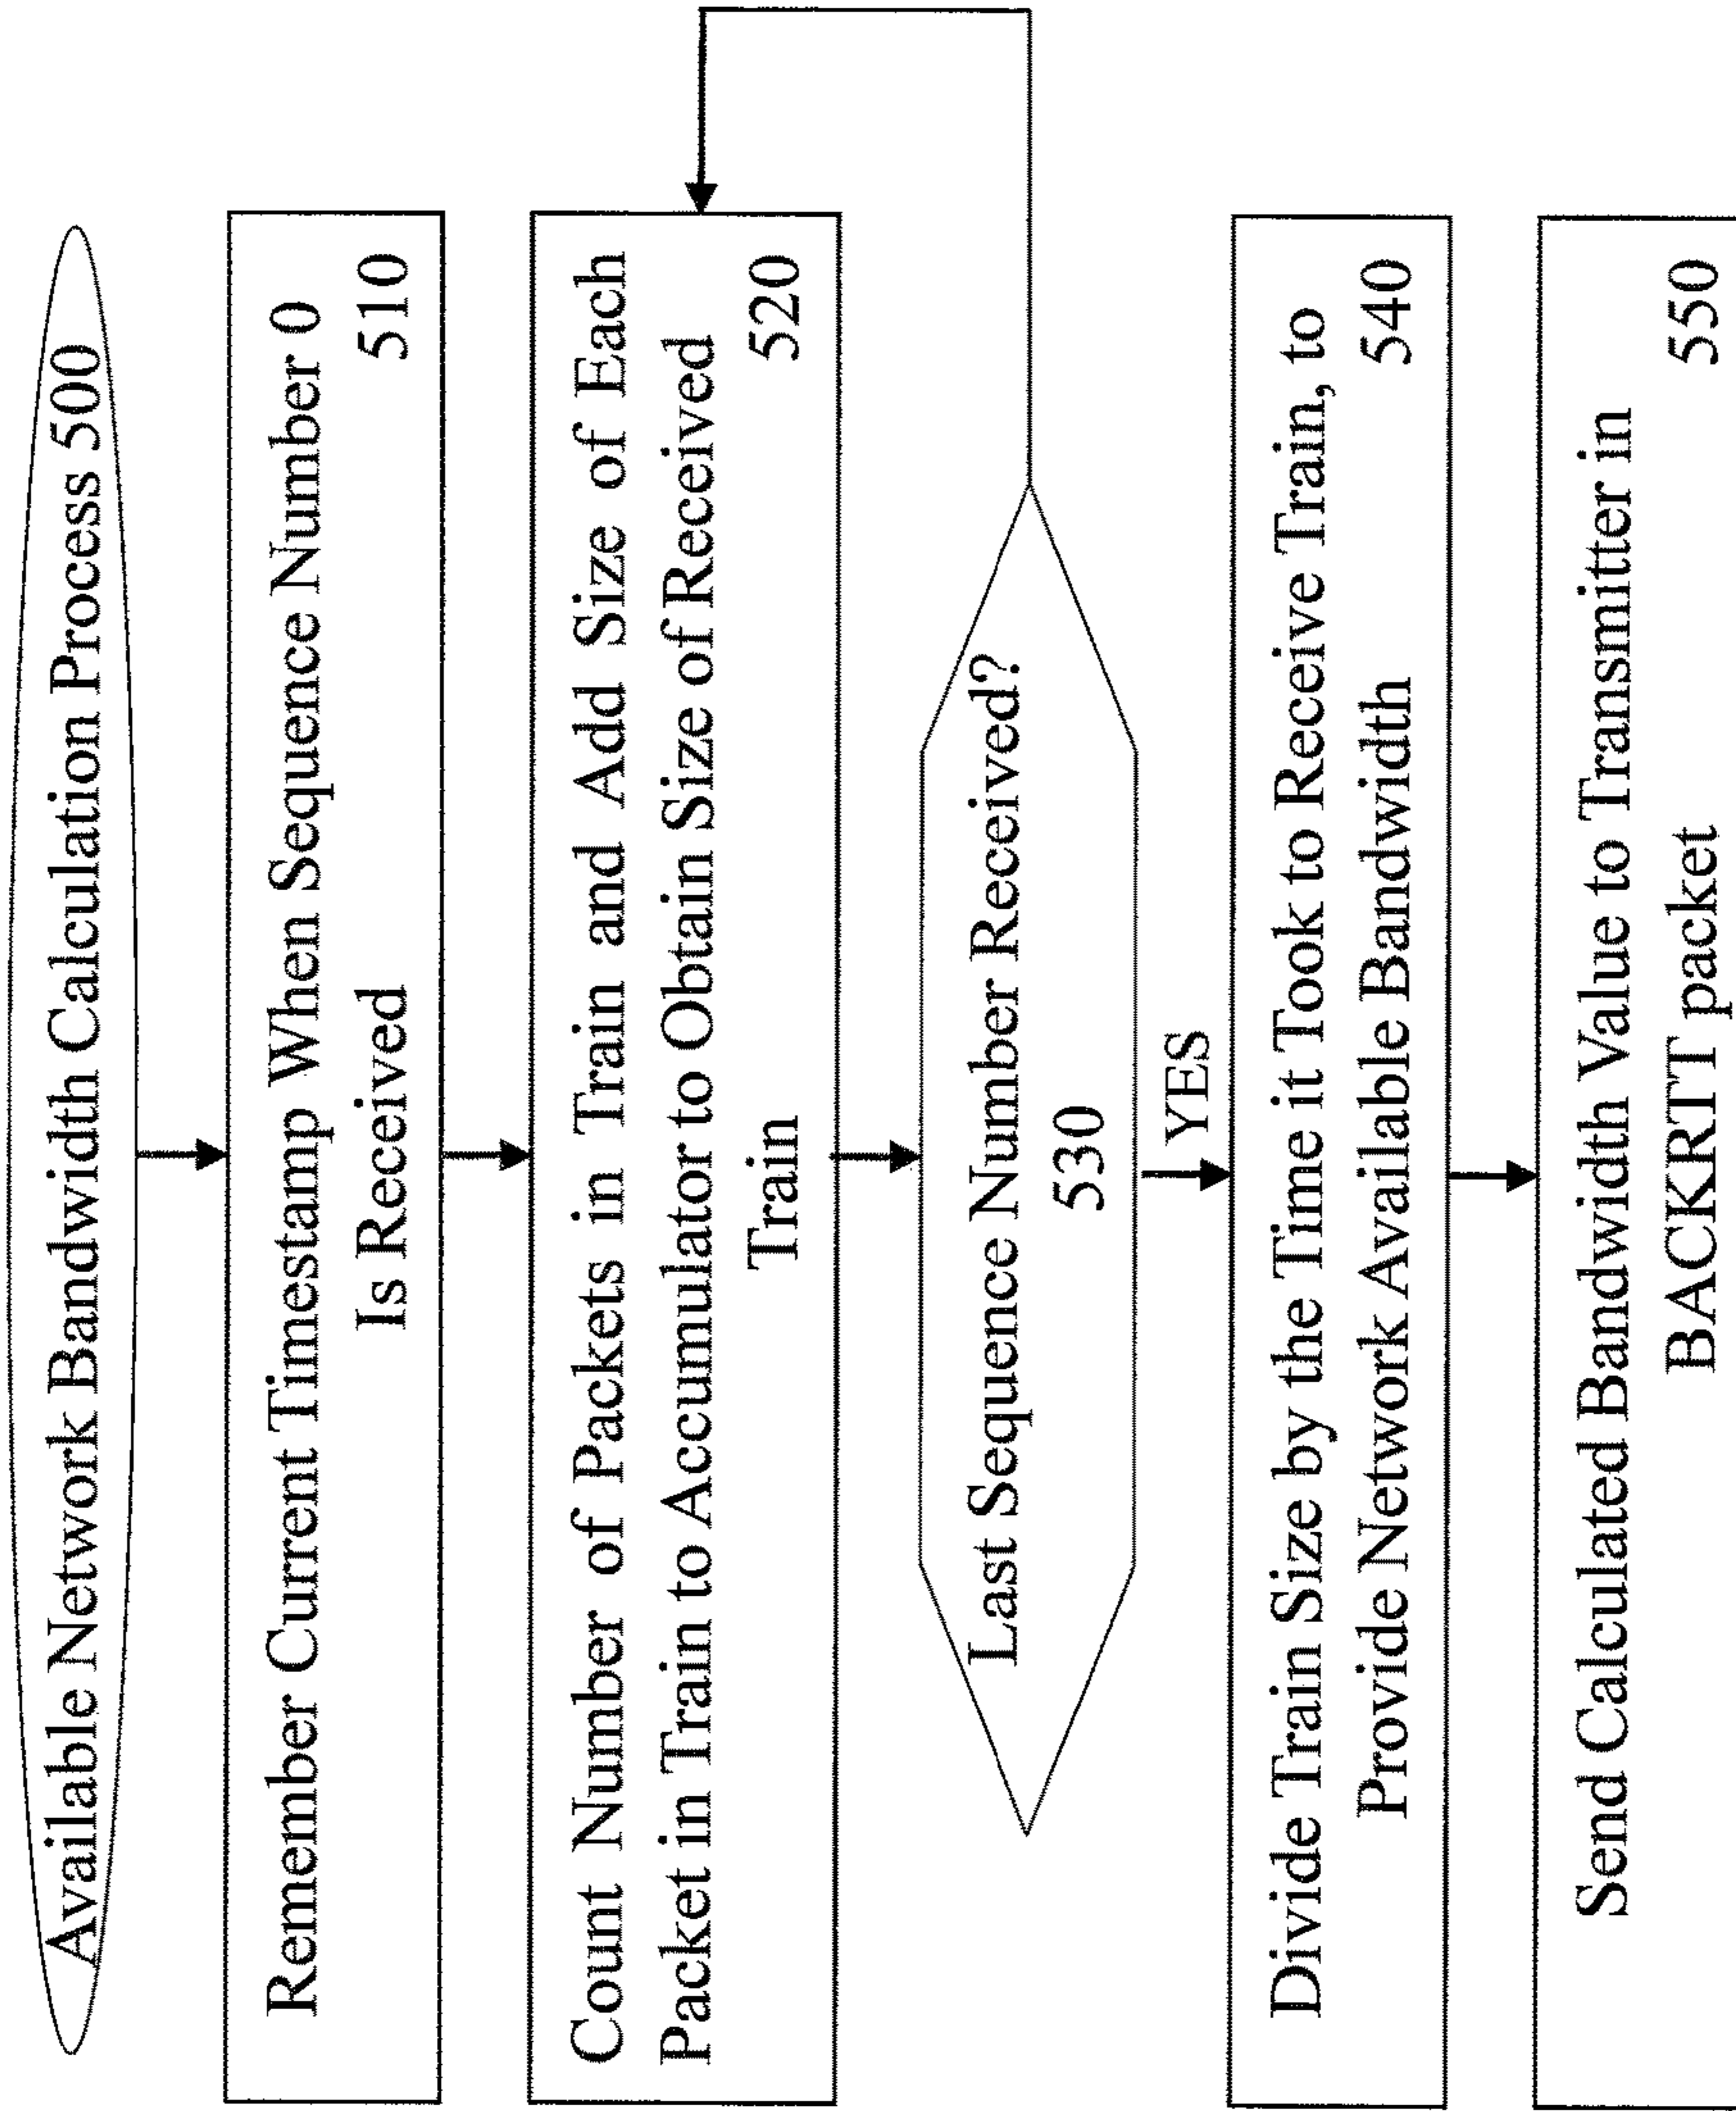 Available Network Bandwidth Calculation Process 500
Remember Current Timestamp When Sequence Number 0
Is Received 510
Count Number of Packets in Train and Add Size of Each
Packet in Train to Accumulator to Obtain Size of Received
Train 520
Last Sequence Number Received?
530
YES
Divide Train Size by the Time it Took to Receive Train, to
Provide Network Available Bandwidth 540
Send Calculated Bandwidth Value to Transmitter in
BACKRTT packet 550